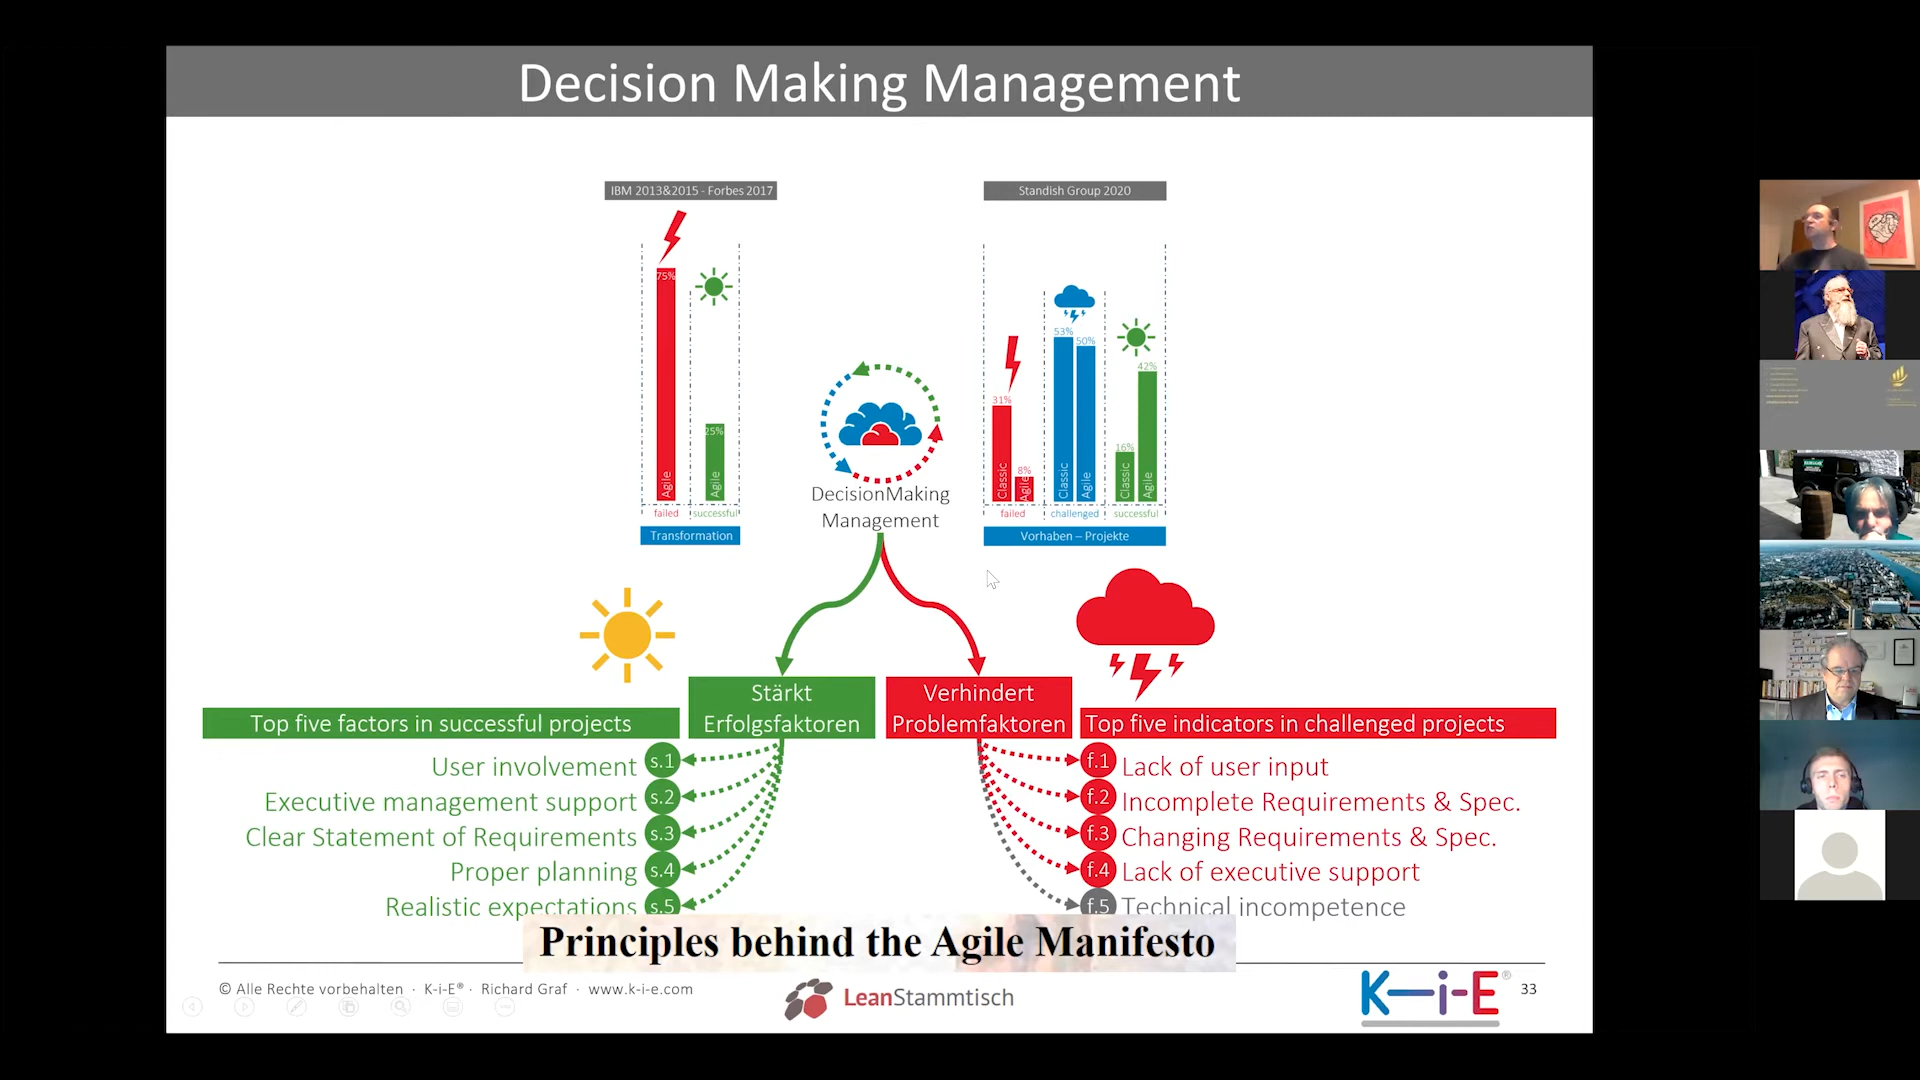 Decision Making Management
IBM 2013&2015 - Forbes 2017
75%
25%
Agile
Agile
failed
successful
Transformation
Standish Group 2020
31%
8%
53%
50%
16%
42%
Classic
Agile
Classic
Agile
Classic
Agile
failed
challenged
successful
Vorhaben – Projekte
DecisionMaking
Management
Stärkt
Erfolgsfaktoren
Verhindert
Problemfaktoren
Top five factors in successful projects
User involvement s.1
Executive management support s.2
Clear Statement of Requirements s.3
Proper planning s.4
Realistic expectations s.5
Top five indicators in challenged projects
f.1 Lack of user input
f.2 Incomplete Requirements & Spec.
f.3 Changing Requirements & Spec.
f.4 Lack of executive support
f.5 Technical incompetence
Principles behind the Agile Manifesto
© Alle Rechte vorbehalten · K-i-E® · Richard Graf · www.k-i-e.com
LeanStammtisch
K-i-E®
33